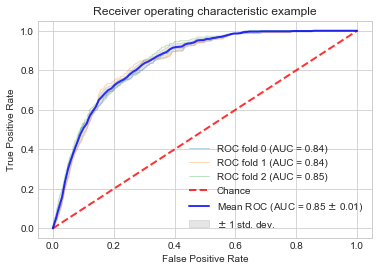 Receiver operating characteristic example
1.0
0.8
0.6
0.4
0.2
0.0
True Positive Rate
ROC fold 0 (AUC = 0.84)
ROC fold 1 (AUC = 0.84)
ROC fold 2 (AUC = 0.85)
Chance
Mean ROC (AUC = 0.85 ± 0.01)
± 1 std. dev.
0.0 0.2 0.4 0.6 0.8 1.0
False Positive Rate